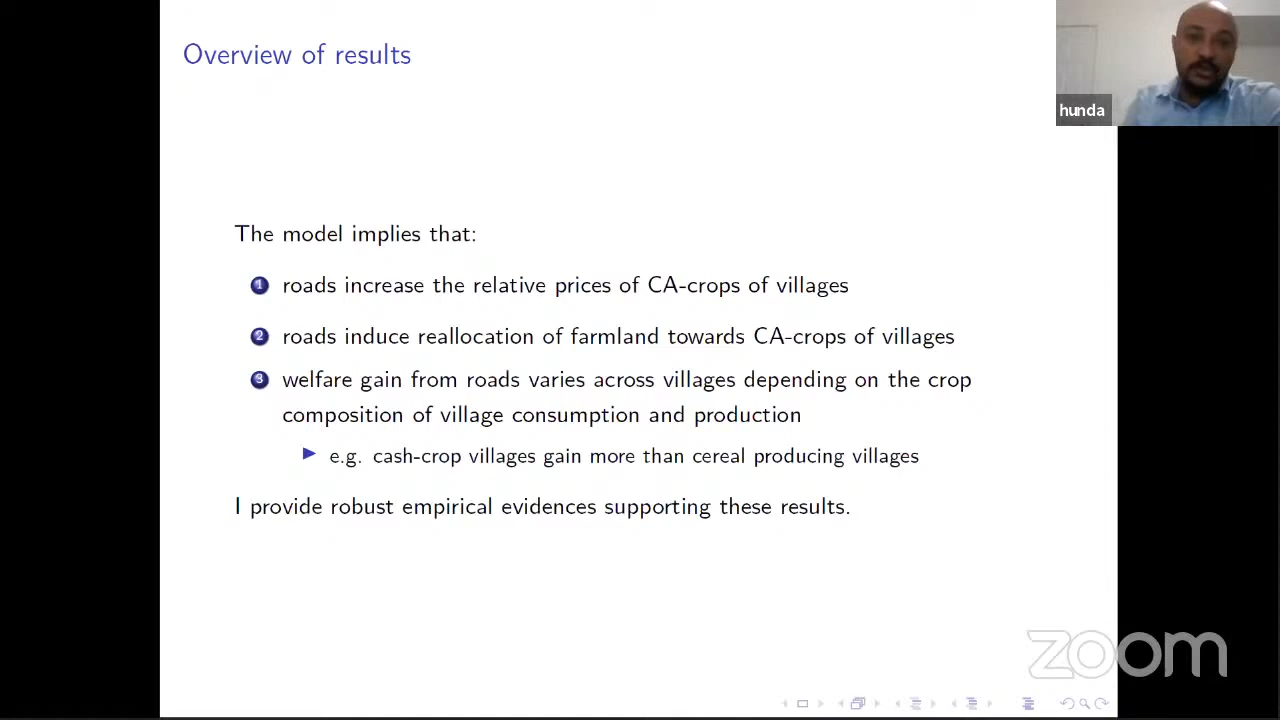 Overview of results
hunda
The model implies that:
1 roads increase the relative prices of CA-crops of villages
2 roads induce reallocation of farmland towards CA-crops of villages
3 welfare gain from roads varies across villages depending on the crop
composition of village consumption and production
e.g. cash-crop villages gain more than cereal producing villages
I provide robust empirical evidences supporting these results.
zoom